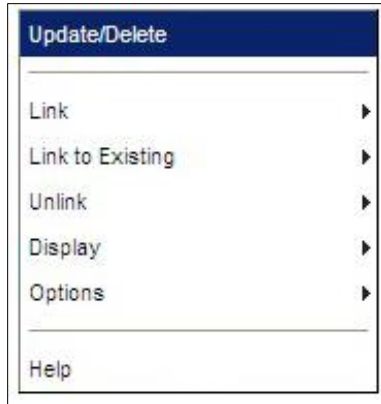 Update/Delete
Link
Link to Existing
Unlink
Display
Options
Help